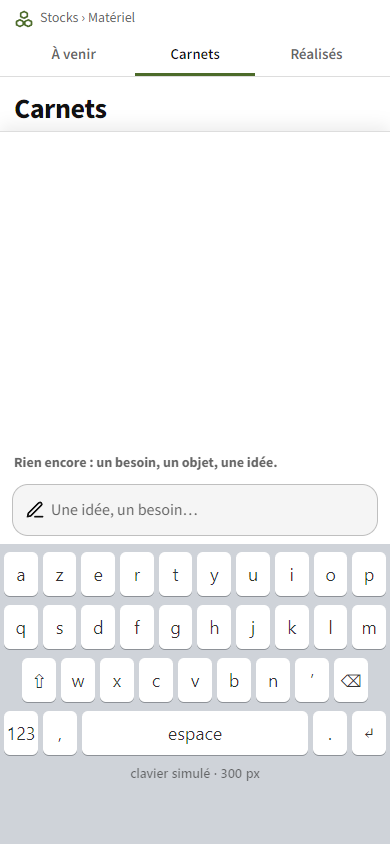 Stocks › Matériel
À venir Carnets Réalisés
Carnets
Rien encore : un besoin, un objet, une idée.
Une idée, un besoin…
a z e r t y u i o p
q s d f g h j k l m
⇧ w x c v b n ’ ⌫
123 , espace . ↵
clavier simulé · 300 px